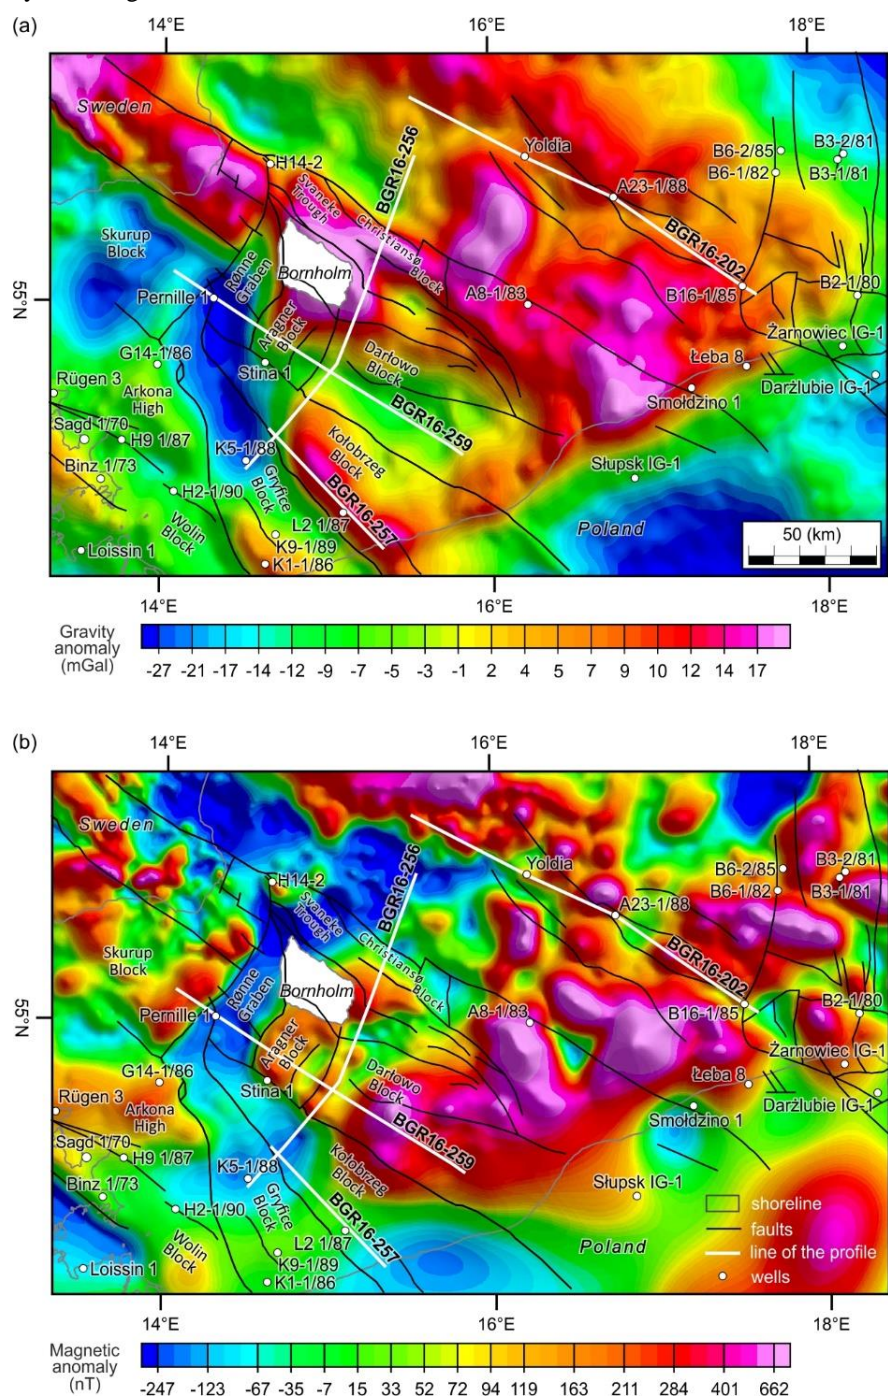 (a)
14°E 16°E 18°E
Sweden
H14-2
BGR16-256
Yoldia
B6-2/85
B3-2/81
B6-1/82
B3-1/81
Svaneke
Trough
A23-1/88
Skurup
Block
Christiansø
Block
BGR16-202
Rønne
Graben
Bornholm
55°N
Pernille 1
A8-1/83
B16-1/85
B2-1/80
Aragner
Block
Żarnowiec IG-1
G14-1/86
Stina 1
Darłowo
Block
Łeba 8
Rügen 3
Arkona
High
Smołdzino 1
Darżlubie IG-1
Sagd 1/70
H9 1/87
BGR16-259
K5-1/88
Kołobrzeg
Block
Binz 1/73
Słupsk IG-1
H2-1/90
Gryfice
Block
Wolin
Block
L2 1/87
BGR16-257
Poland
50 (km)
Loissin 1
K9-1/89
K1-1/86
14°E 16°E 18°E
Gravity
anomaly
(mGal)
-27 -21 -17 -14 -12 -9 -7 -5 -3 -1 2 4 5 7 9 10 12 14 17
(b)
14°E 16°E 18°E
Sweden
H14-2
BGR16-256
Yoldia
B6-2/85
B3-2/81
B6-1/82
B3-1/81
Svaneke
Trough
A23-1/88
Skurup
Block
Christiansø
Block
BGR16-202
Rønne
Graben
Bornholm
55°N
Pernille 1
A8-1/83
B16-1/85
B2-1/80
Aragner
Block
Żarnowiec IG-1
G14-1/86
Stina 1
Darłowo
Block
Łeba 8
Rügen 3
Arkona
High
Smołdzino 1
Darżlubie IG-1
Sagd 1/70
H9 1/87
BGR16-259
K5-1/88
Kołobrzeg
Block
Binz 1/73
Słupsk IG-1
H2-1/90
Gryfice
Block
shoreline
faults
Wolin
Block
L2 1/87
BGR16-257
Poland
line of the profile
Loissin 1
K9-1/89
K1-1/86
wells
14°E 16°E 18°E
Magnetic
anomaly
(nT)
-247 -123 -67 -35 -7 15 33 52 72 94 119 163 211 284 401 662